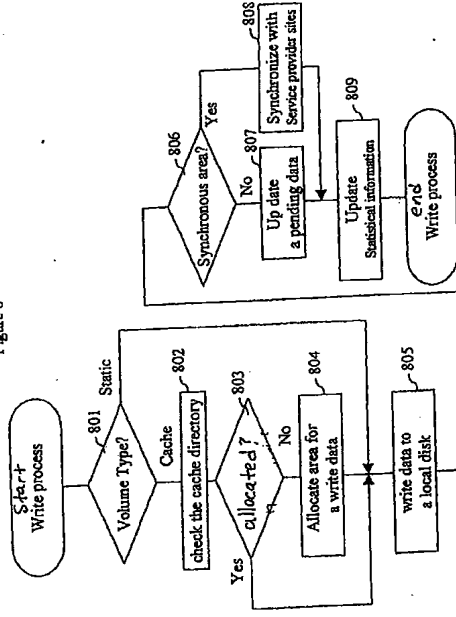 Figure 8
Start
Write process
801
Volume Type?
Static
Cache
802
check the cache directory
803
allocated?
Yes
No
804
Allocate area for
a write data
805
write data to
a local disk
806
Synchronous area?
Yes
No
807
Up date
a pending data
808
Synchronize with
Service provider sites
809
Update
Statistical information
end
Write process